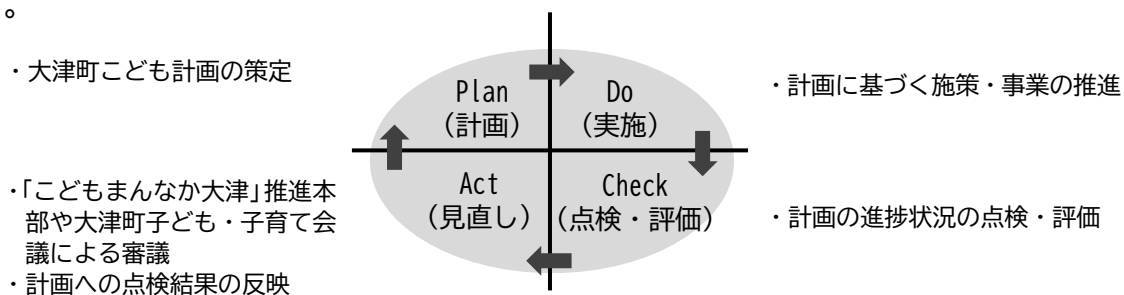 。
・大津町こども計画の策定
Plan
（計画）
Do
（実施）
・計画に基づく施策・事業の推進
・「こどもまんなか大津」推進本
部や大津町子ども・子育て会
議による審議
・計画への点検結果の反映
Act
（見直し）
Check
（点検・評価）
・計画の進捗状況の点検・評価